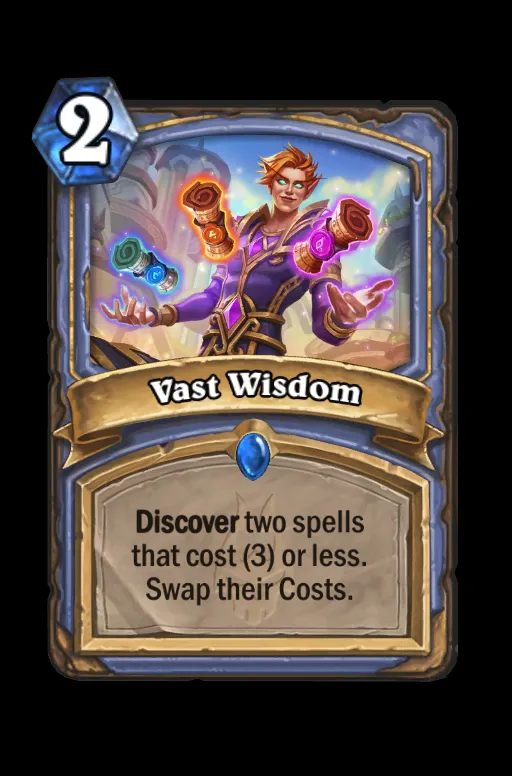 2
Vast Wisdom
Discover two spells
that cost (3) or less.
Swap their Costs.